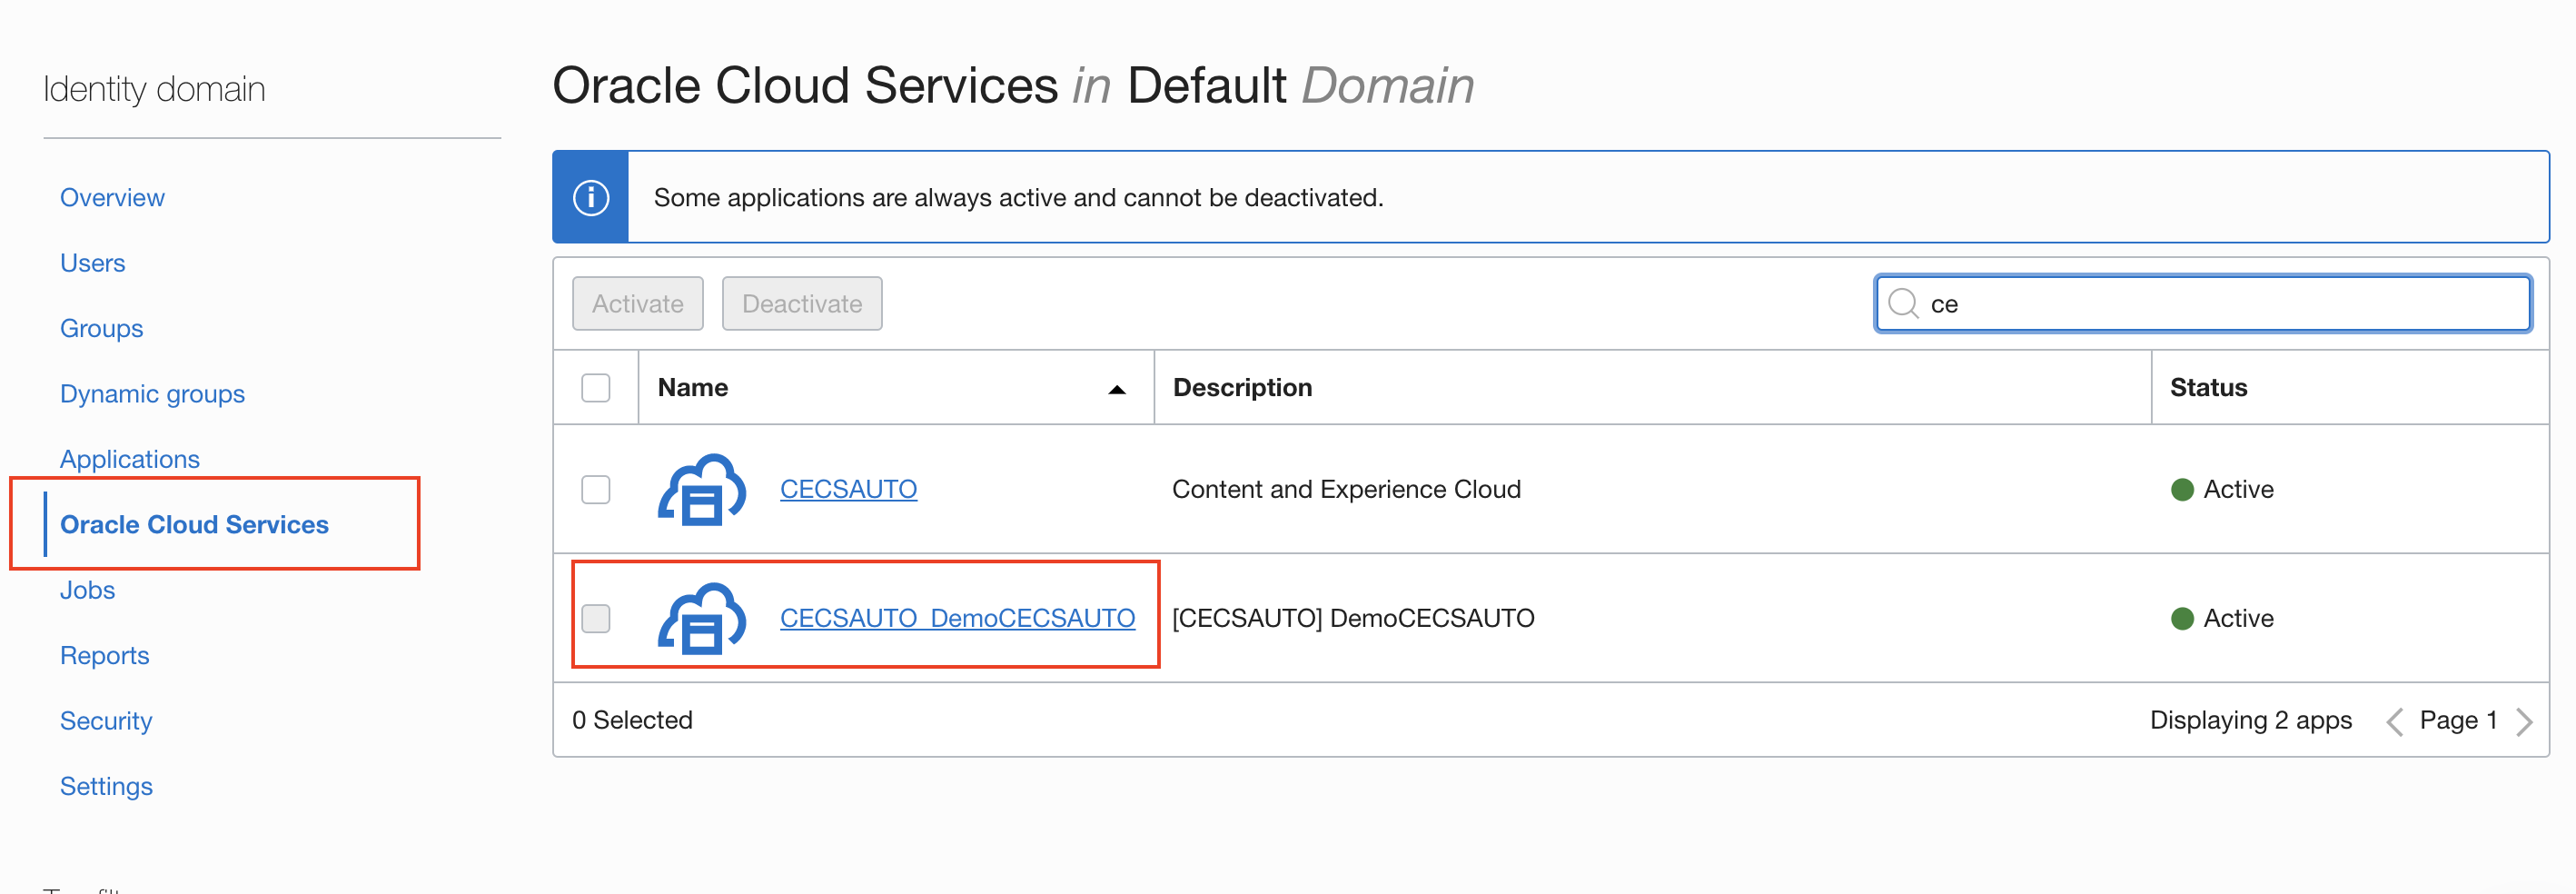 Identity domain
Overview
Users
Groups
Dynamic groups
Applications
Oracle Cloud Services
Jobs
Reports
Security
Settings
Oracle Cloud Services in Default Domain
Some applications are always active and cannot be deactivated.
Activate Deactivate ce
Name Description Status
CECSAUTO Content and Experience Cloud Active
CECSAUTO_DemoCECSAUTO [CECSAUTO] DemoCECSAUTO Active
0 Selected Displaying 2 apps Page 1